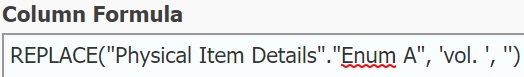 Column Formula
REPLACE("Physical Item Details"."Enum A", 'vol. ', '')